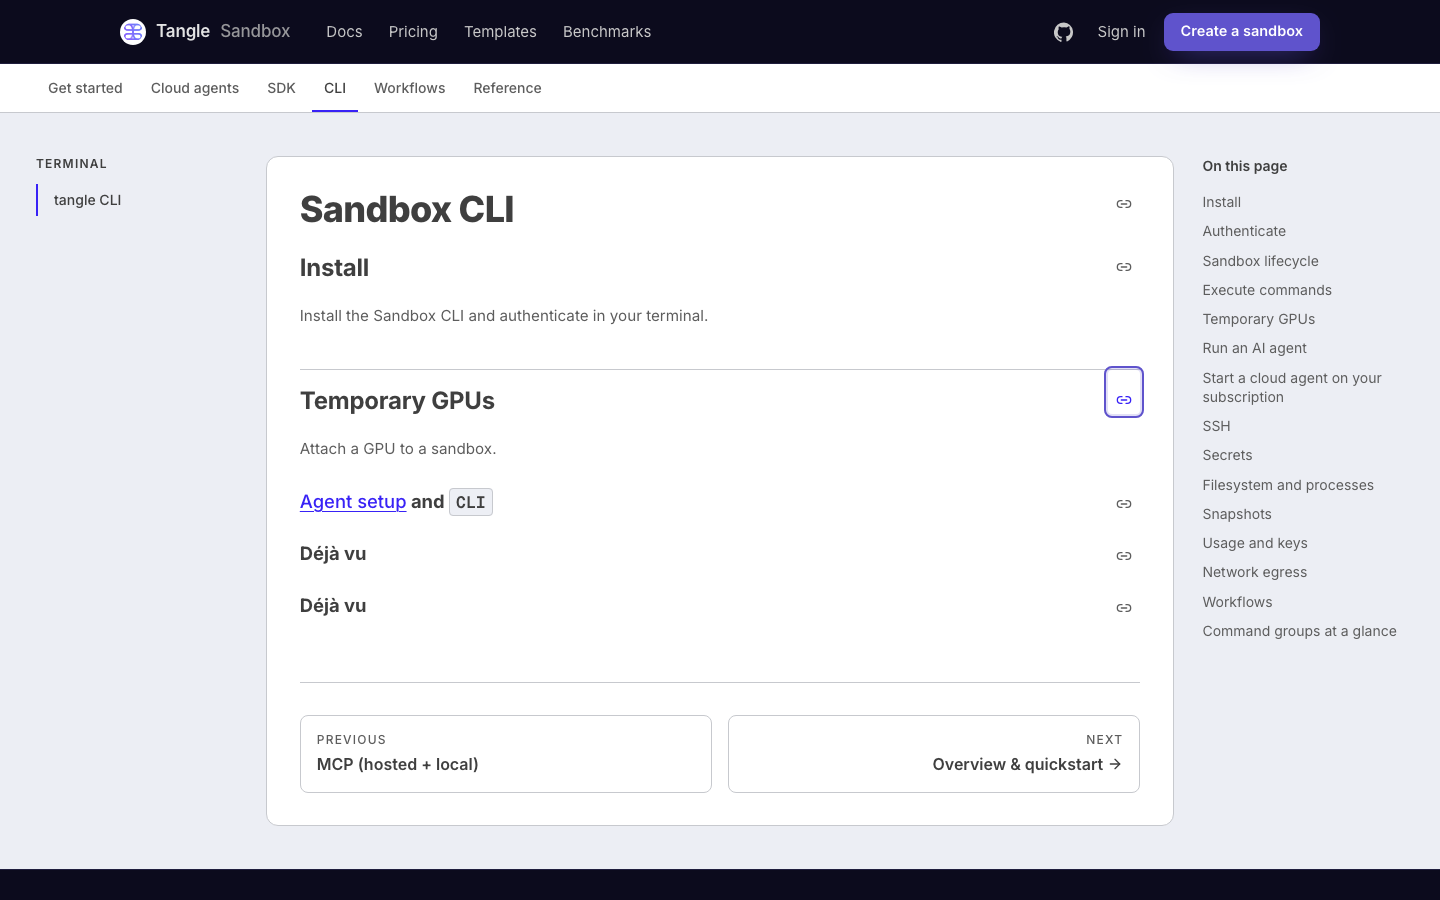 Tangle Sandbox
Docs
Pricing
Templates
Benchmarks
Sign in
Create a sandbox
Get started
Cloud agents
SDK
CLI
Workflows
Reference
TERMINAL
tangle CLI
Sandbox CLI
Install
Install the Sandbox CLI and authenticate in your terminal.
Temporary GPUs
Attach a GPU to a sandbox.
Agent setup and CLI
Déjà vu
Déjà vu
PREVIOUS
MCP (hosted + local)
NEXT
Overview & quickstart →
On this page
Install
Authenticate
Sandbox lifecycle
Execute commands
Temporary GPUs
Run an AI agent
Start a cloud agent on your
subscription
SSH
Secrets
Filesystem and processes
Snapshots
Usage and keys
Network egress
Workflows
Command groups at a glance